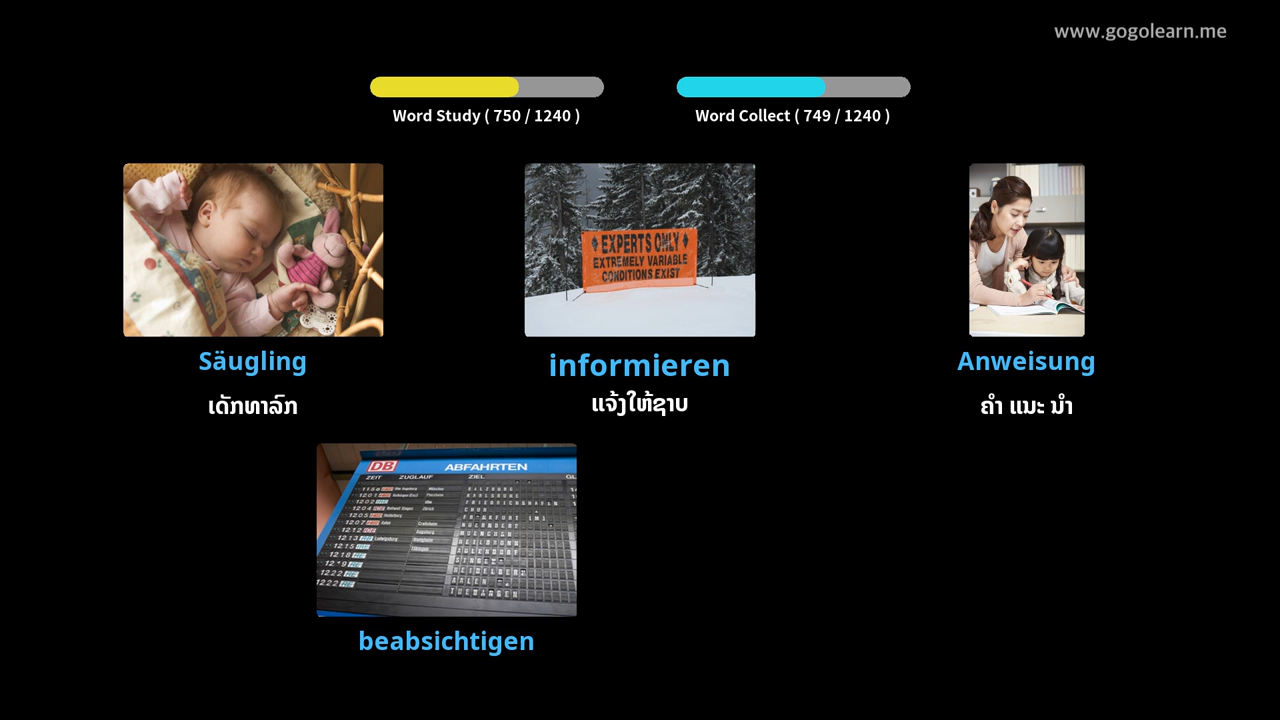 www.gogolearn.me
Word Study ( 750 / 1240 )
Word Collect ( 749 / 1240 )
EXPERTS ONLY
EXTREMELY VARIABLE
CONDITIONS EXIST
Säugling
informieren
Anweisung
ເດັກທາລົກ
ແຈ້ງໃຫ້ຊາບ
ຄຳ ແນະ ນຳ
DB ABFAHRTEN
ZEIT ZUGLAUF ZIEL
beabsichtigen